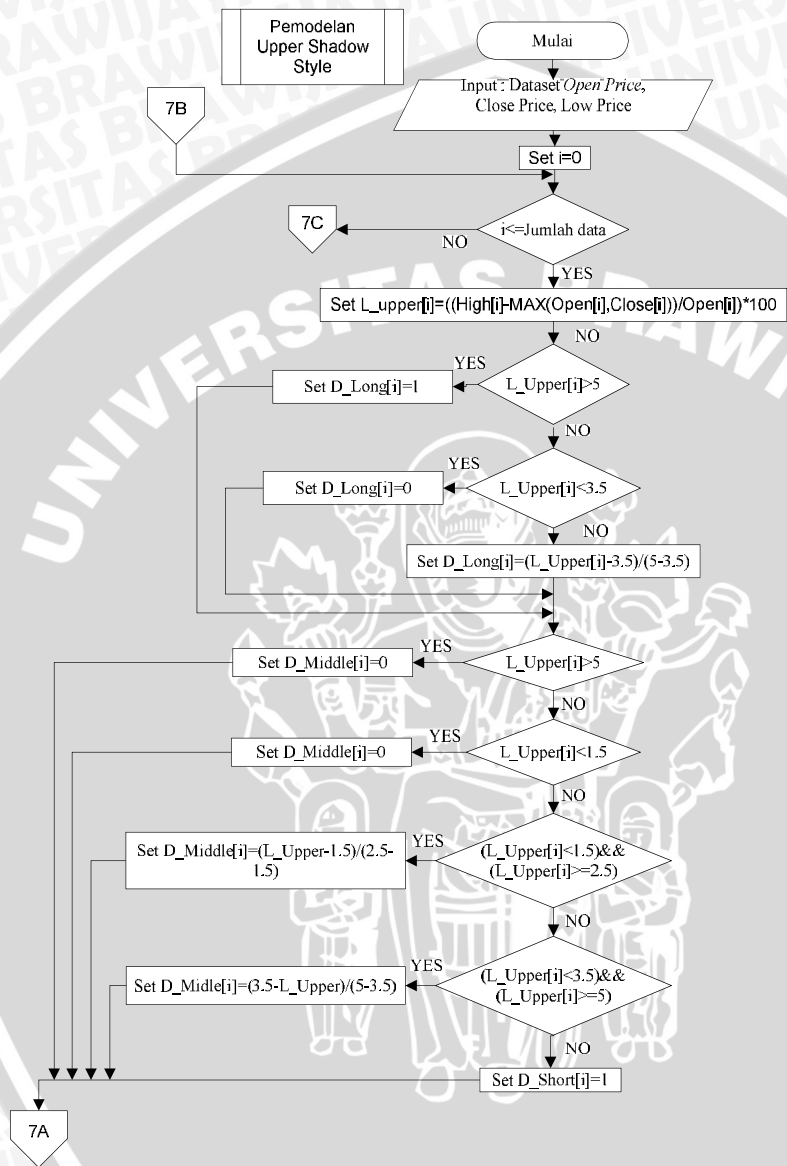 Pemodelan
Upper Shadow
Style
Mulai
Input : Dataset Open Price,
Close Price, Low Price
7B
Set i=0
7C
NO
i<=Jumlah data
YES
Set L_upper[i]=((High[i]-MAX(Open[i],Close[i]))/Open[i])*100
NO
Set D_Long[i]=1
YES
L_Upper[i]>5
NO
Set D_Long[i]=0
YES
L_Upper[i]<3.5
NO
Set D_Long[i]=(L_Upper[i]-3.5)/(5-3.5)
Set D_Middle[i]=0
YES
L_Upper[i]>5
NO
Set D_Middle[i]=0
YES
L_Upper[i]<1.5
NO
Set D_Middle[i]=(L_Upper-1.5)/(2.5-
1.5)
YES
(L_Upper[i]<1.5)&&
(L_Upper[i]>=2.5)
NO
Set D_Midle[i]=(3.5-L_Upper)/(5-3.5)
YES
(L_Upper[i]<3.5)&&
(L_Upper[i]>=5)
NO
Set D_Short[i]=1
7A
UNIVERSITAS BRAWI